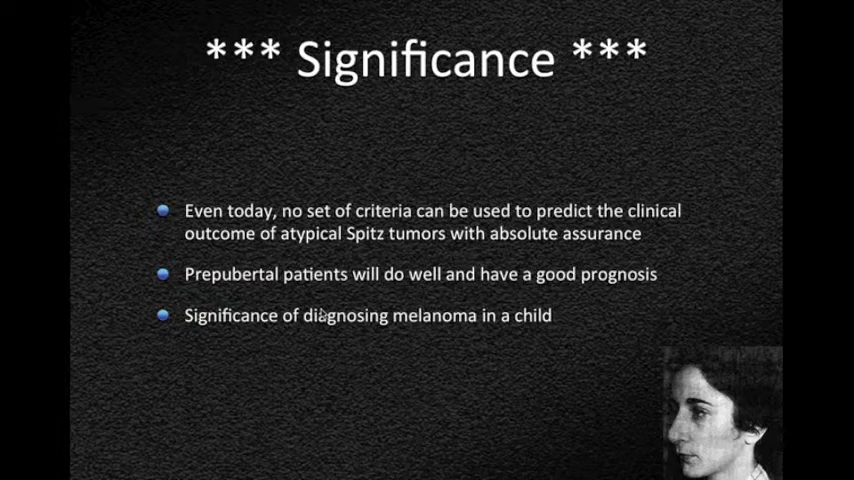 *** Significance ***
Even today, no set of criteria can be used to predict the clinical
outcome of atypical Spitz tumors with absolute assurance
Prepubertal patients will do well and have a good prognosis
Significance of diagnosing melanoma in a child